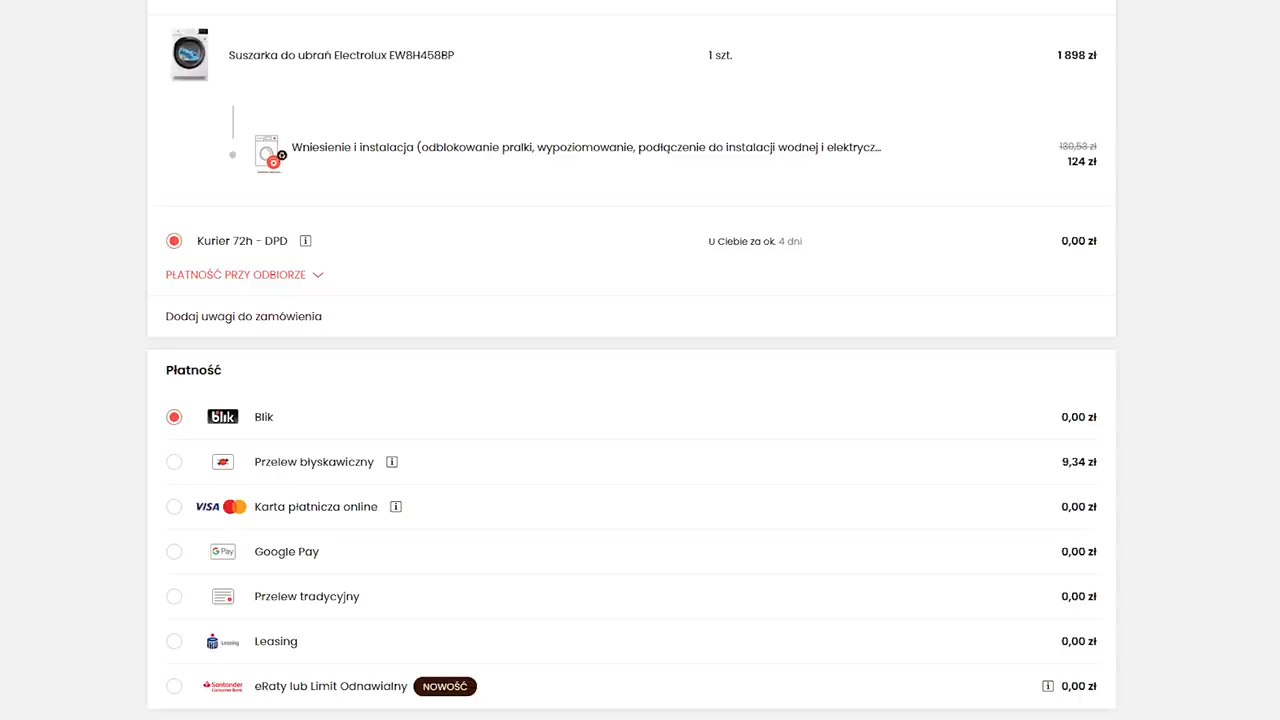 Suszarka do ubrań Electrolux EW8H458BP 1 szt. 1 898 zł
Wniesienie i instalacja (odblokowanie pralki, wypoziomowanie, podłączenie do instalacji wodnej i elektrycz... 130,53 zł
124 zł
Kurier 72h - DPD U Ciebie za ok. 4 dni 0,00 zł
PŁATNOŚĆ PRZY ODBIORZE
Dodaj uwagi do zamówienia
Płatność
blik Blik 0,00 zł
Przelew błyskawiczny 9,34 zł
VISA Karta płatnicza online 0,00 zł
G Pay Google Pay 0,00 zł
Przelew tradycyjny 0,00 zł
Leasing Leasing 0,00 zł
Santander Consumer Bank eRaty lub Limit Odnawialny NOWOŚĆ 0,00 zł